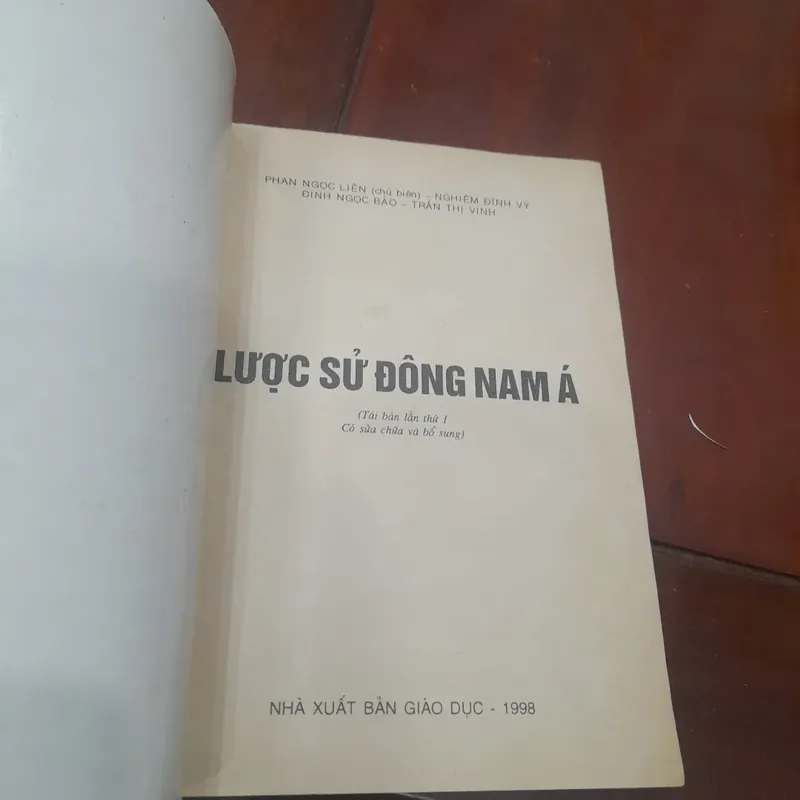 PHAN NGỌC LIÊN (chủ biên) - NGHIÊM ĐÌNH VỲ
ĐINH NGỌC BẢO - TRẦN THỊ VINH
LƯỢC SỬ ĐÔNG NAM Á
(Tái bản lần thứ 1
Có sửa chữa và bổ sung)
NHÀ XUẤT BẢN GIÁO DỤC - 1998